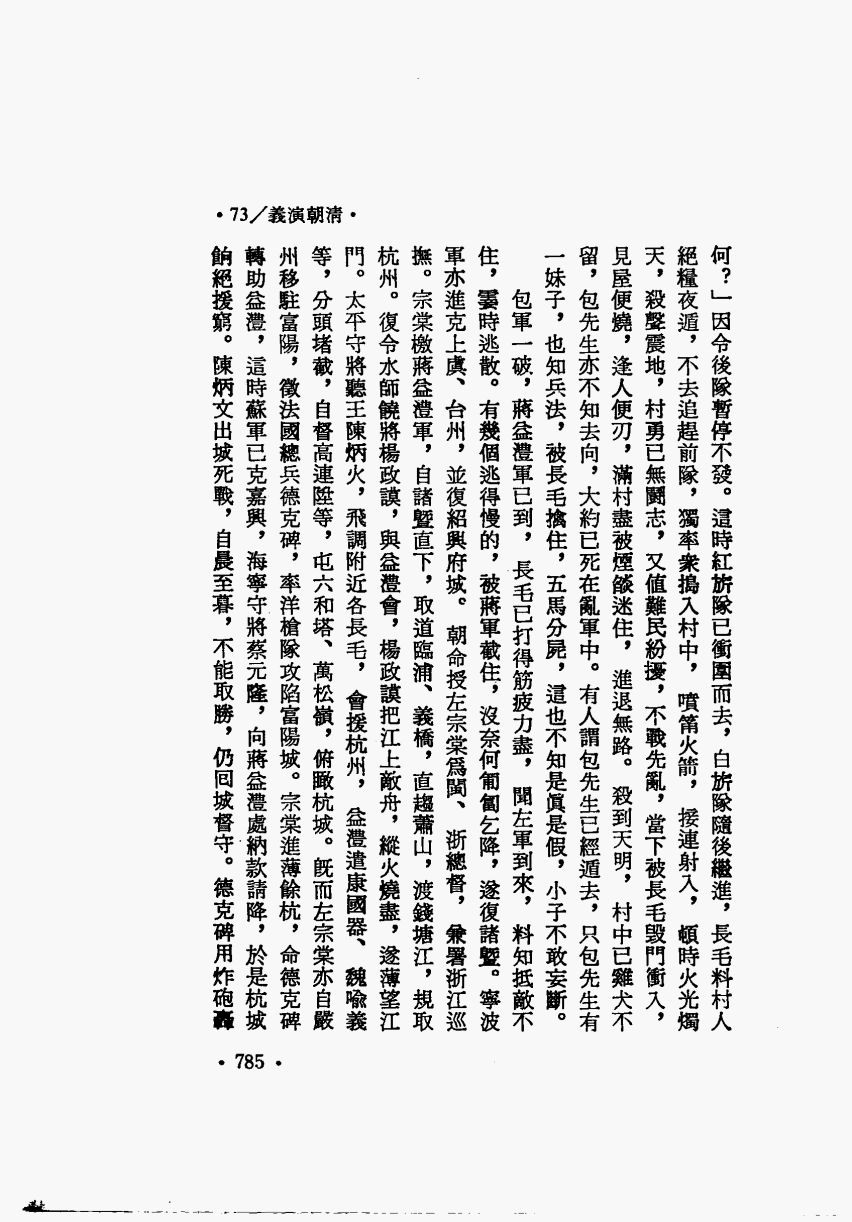 •73/義演朝清•
何？」一因令後隊暫停不發。這時紅旂隊已衝圍而去，白旂隊隨後繼進，長毛料村人
絕糧夜遁，不去追趕前隊，獨率衆搗入村中，噴筩火箭，接連射入，頓時火光燭
天，殺聲震地，村勇已無鬭志，又值難民紛擾，不戰先亂，當下被長毛毀門衝入，
見屋便燒，逢人便刃，滿村盡被煙燄迷住，進退無路。殺到天明，村中已雞犬不
留，包先生亦不知去向，大約已死在亂軍中。有人謂包先生已經遁去，只包先生有
一妹子，也知兵法，被長毛擒住，五馬分屍，這也不知是眞是假，小子不敢妄斷。
包軍一破，蔣益灃軍已到，長毛已打得筋疲力盡，聞左軍到來，料知抵敵不
住，霎時逃散。有幾個逃得慢的，被蔣軍截住，沒奈何匍匐乞降，遂復諸暨。寧波
軍亦進克上虞、台州，並復紹興府城。朝命授左宗棠爲閩、浙總督，兼署浙江巡
撫。宗棠檄蔣益灃軍，自諸暨直下，取道臨浦、義橋，直趨蕭山，渡錢塘江，規取
杭州。復令水師饒將楊政謨，與益灃會，楊政謨把江上敵舟，縱火燒盡，遂薄望江
門。太平守將聽王陳炳火，飛調附近各長毛，會援杭州，益灃遣康國器、魏喩義
等，分頭堵截，自督高連陞等，屯六和塔、萬松嶺，俯瞰杭城。旣而左宗棠亦自嚴
州移駐富陽，徵法國總兵德克碑，率洋槍隊攻陷富陽城。宗棠進薄餘杭，命德克碑
轉助益灃，這時蘇軍已克嘉興，海寧守將蔡元隆，向蔣益灃處納款請降，於是杭城
餉絕援窮。陳炳文出城死戰，自晨至暮，不能取勝，仍回城督守。德克碑用炸砲轟
•785•